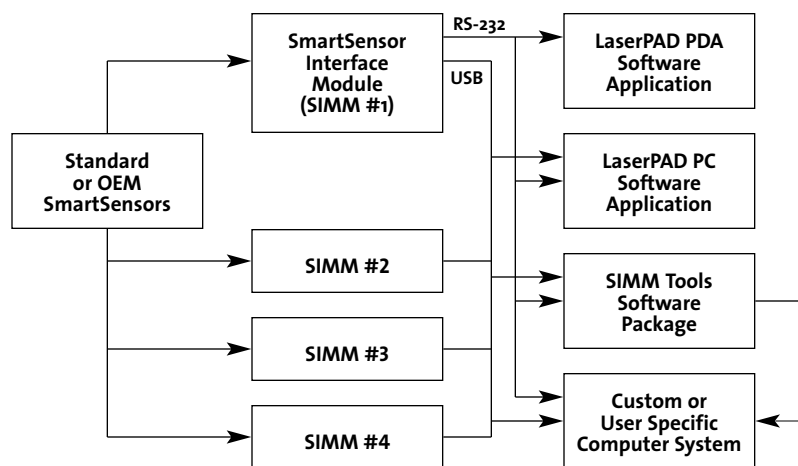 RS-232
SmartSensor
Interface
Module
(SIMM #1)
USB
LaserPAD PDA
Software
Application
Standard
or OEM
SmartSensors
LaserPAD PC
Software
Application
SIMM #2
SIMM Tools
Software
Package
SIMM #3
SIMM #4
Custom or
User Specific
Computer System